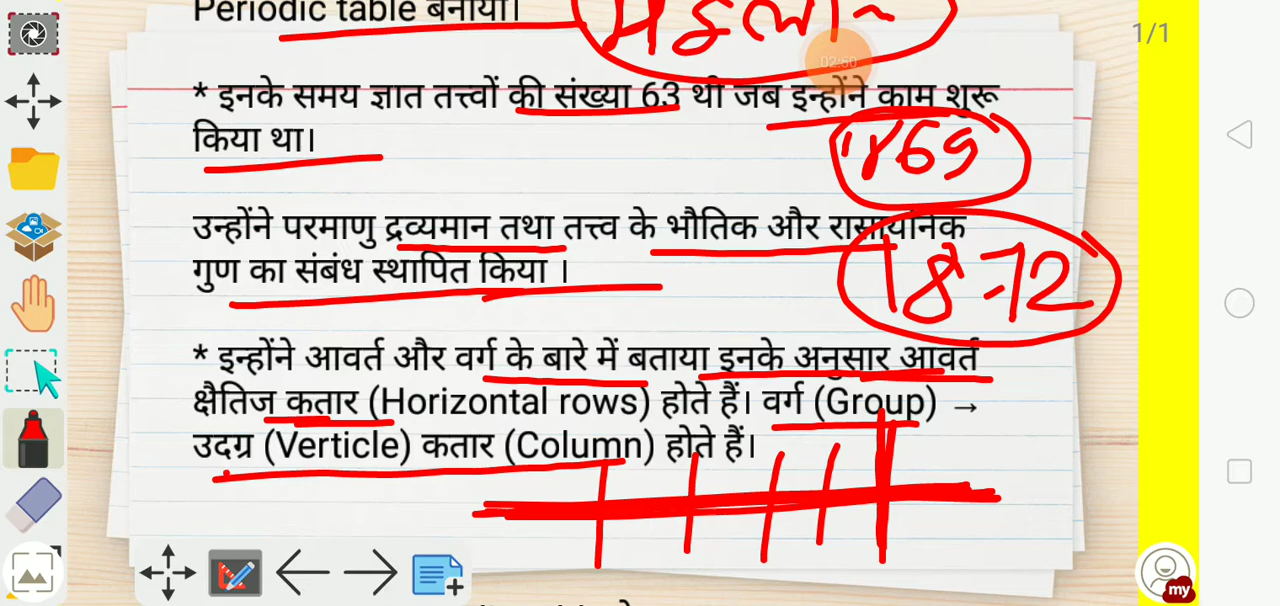 Periodic table बनाया।
1/1
02:50
* इनके समय ज्ञात तत्त्वों की संख्या 63 थी जब इन्होंने काम शुरू
किया था।
1869
उन्होंने परमाणु द्रव्यमान तथा तत्त्व के भौतिक और रासायनिक
गुण का संबंध स्थापित किया ।
1872
* इन्होंने आवर्त और वर्ग के बारे में बताया इनके अनुसार आवर्त
क्षैतिज कतार (Horizontal rows) होते हैं। वर्ग (Group) →
उदग्र (Verticle) कतार (Column) होते हैं।
my